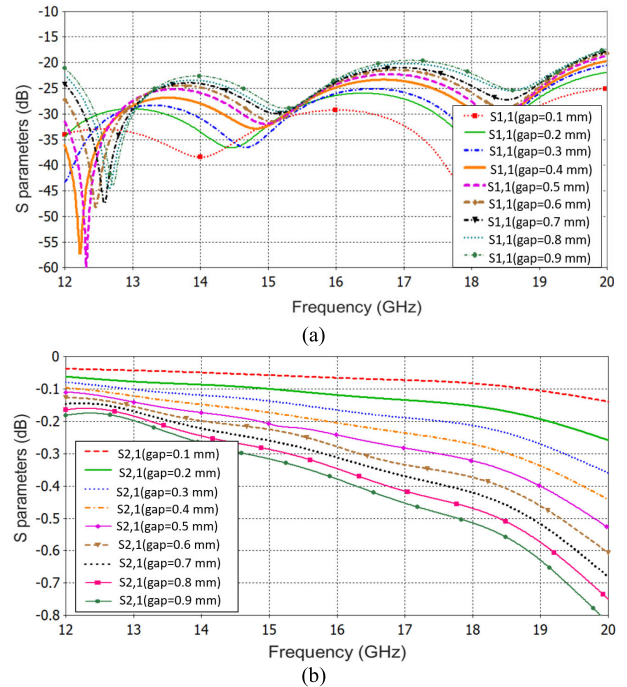 -10
-15
-20
-25
-30
-35
-40
-45
-50
-55
-60
S parameters (dB)
S1,1(gap=0.1 mm)
S1,1(gap=0.2 mm)
S1,1(gap=0.3 mm)
S1,1(gap=0.4 mm)
S1,1(gap=0.5 mm)
S1,1(gap=0.6 mm)
S1,1(gap=0.7 mm)
S1,1(gap=0.8 mm)
S1,1(gap=0.9 mm)
12 13 14 15 16 17 18 19 20
Frequency (GHz)
(a)
0
-0.1
-0.2
-0.3
-0.4
-0.5
-0.6
-0.7
-0.8
S parameters (dB)
S2,1(gap=0.1 mm)
S2,1(gap=0.2 mm)
S2,1(gap=0.3 mm)
S2,1(gap=0.4 mm)
S2,1(gap=0.5 mm)
S2,1(gap=0.6 mm)
S2,1(gap=0.7 mm)
S2,1(gap=0.8 mm)
S2,1(gap=0.9 mm)
12 13 14 15 16 17 18 19 20
Frequency (GHz)
(b)